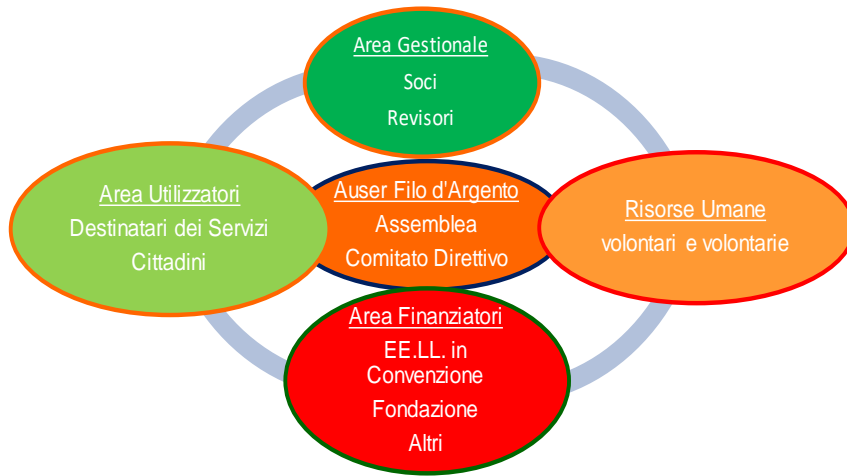 Area Gestionale
Soci
Revisori
Area Utilizzatori
Destinatari dei Servizi
Cittadini
Auser Filo d'Argento
Assemblea
Comitato Direttivo
Risorse Umane
volontari e volontarie
Area Finanziatori
EE.LL. in
Convenzione
Fondazione
Altri